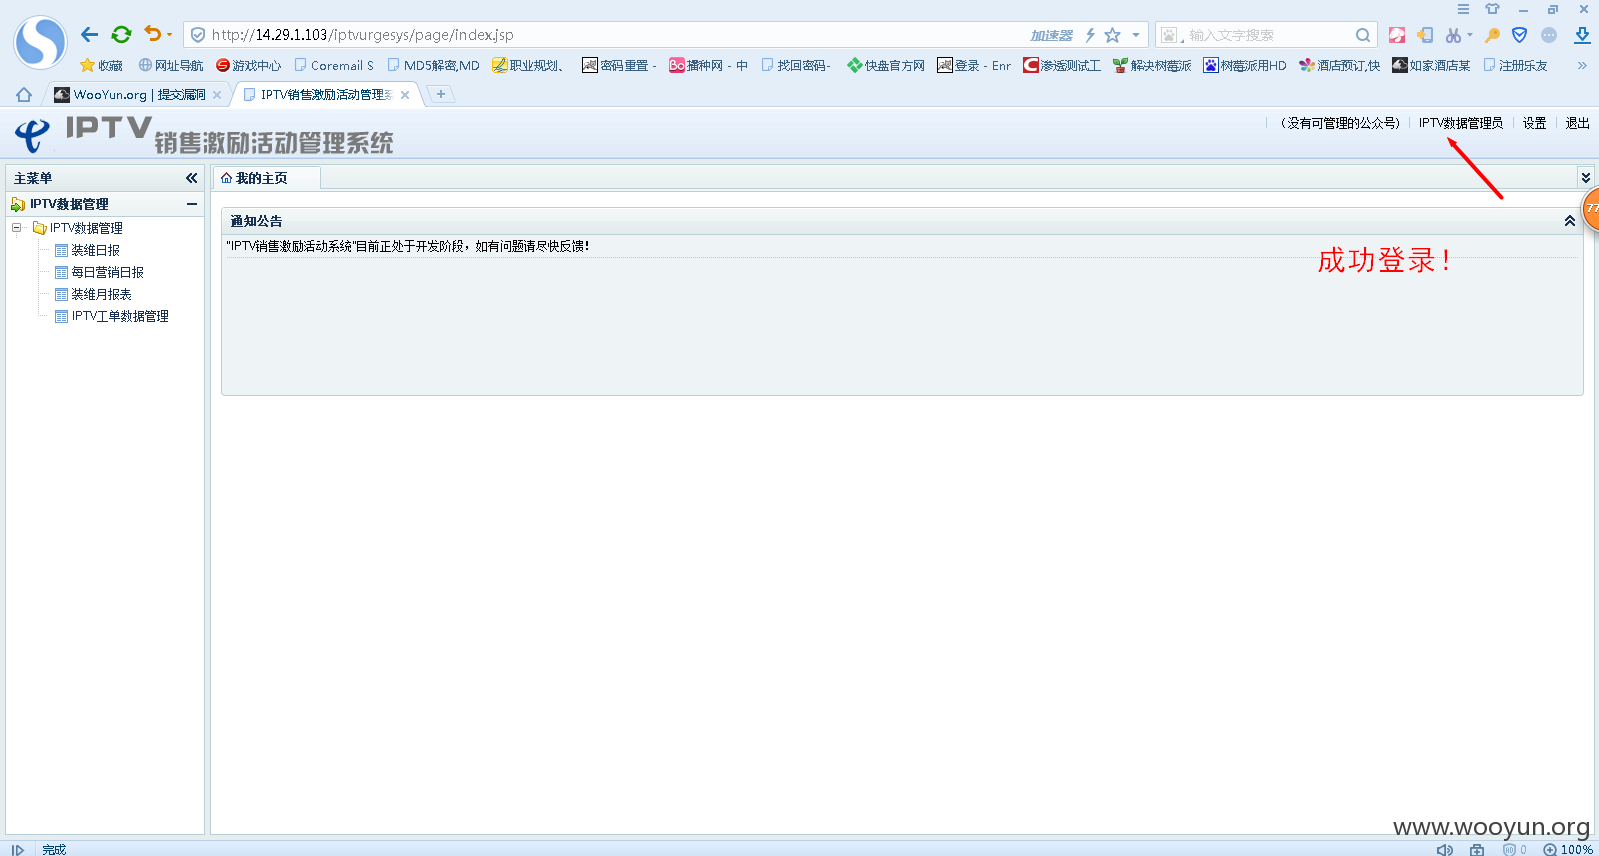 http://14.29.1.103/iptvurgesys/page/index.jsp 加速器 输入文字搜索
收藏 网址导航 游戏中心 Coremail S MD5解密,MD 职业规划、 密码重置 - 播种网 - 中 找回密码- 快盘官方网 登录 - Enr 渗透测试工 解决树莓派 树莓派用HD 酒店预订,快 如家酒店某 注册乐友 »
WooYun.org | 提交漏洞 IPTV销售激励活动管理系
IPTV销售激励活动管理系统
(没有可管理的公众号) IPTV数据管理员 设置 退出
主菜单
我的主页
IPTV数据管理
IPTV数据管理
装维日报
每日营销日报
装维月报表
IPTV工单数据管理
通知公告
"IPTV销售激励活动系统"目前正处于开发阶段，如有问题请尽快反馈!
成功登录！
77
www.wooyun.org
完成
0 100%